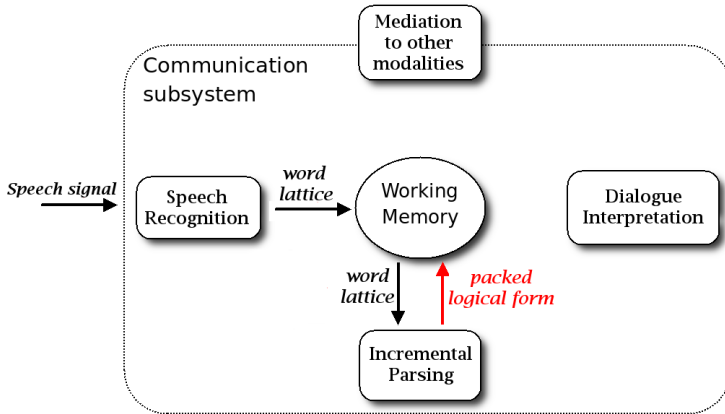 Mediation
to other
modalities
Communication
subsystem
Speech signal
Speech
Recognition
word
lattice
Working
Memory
Dialogue
Interpretation
word
lattice
packed
logical form
Incremental
Parsing